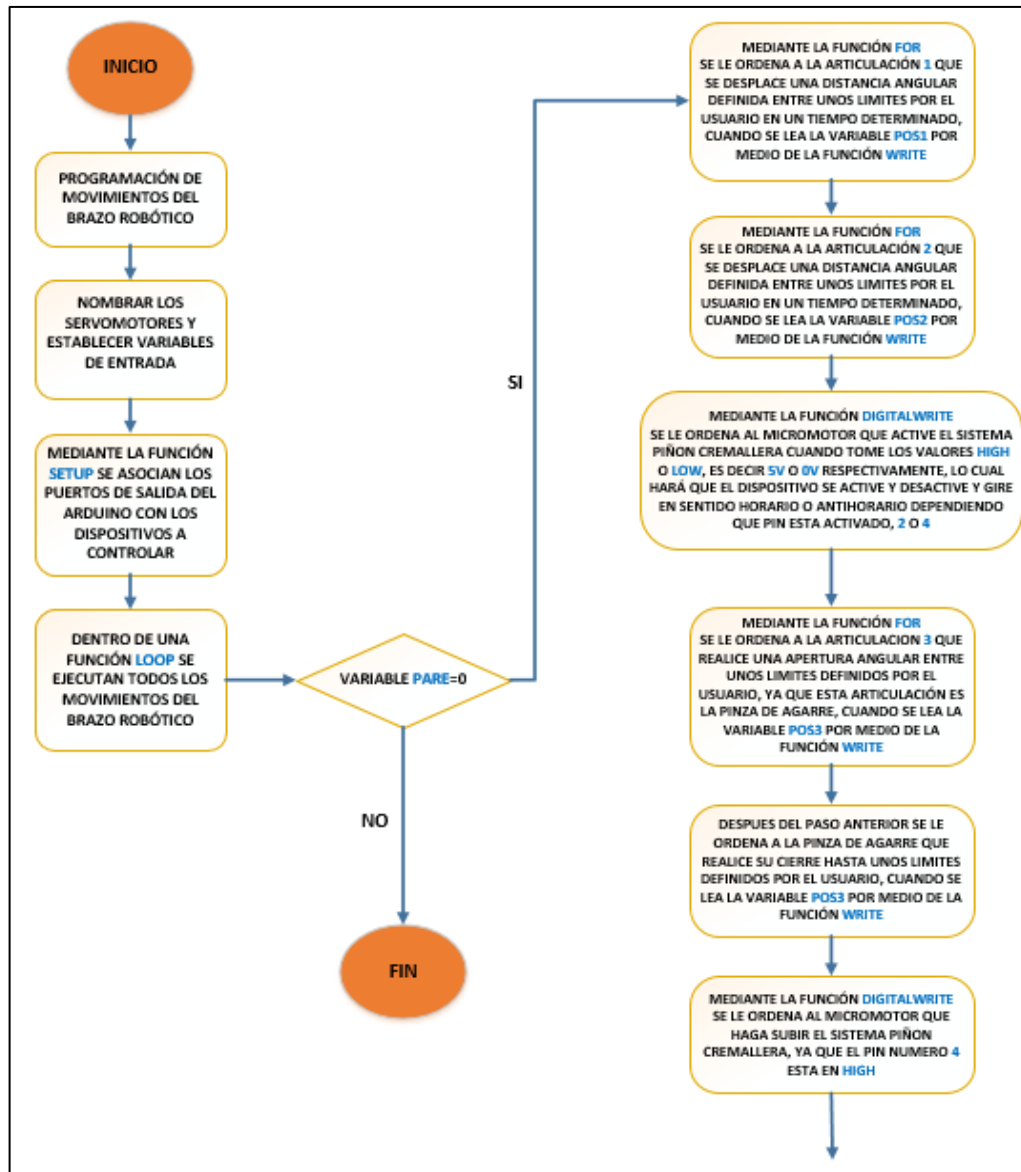 INICIO
PROGRAMACIÓN DE
MOVIMIENTOS DEL
BRAZO ROBÓTICO
NOMBRAR LOS
SERVOMOTORES Y
ESTABLECER VARIABLES
DE ENTRADA
MEDIANTE LA FUNCIÓN
SETUP SE ASOCIAN LOS
PUERTOS DE SALIDA DEL
ARDUINO CON LOS
DISPOSITIVOS A
CONTROLAR
DENTRO DE UNA
FUNCIÓN LOOP SE
EJECUTAN TODOS LOS
MOVIMIENTOS DEL
BRAZO ROBÓTICO
VARIABLE PARE=0
NO
FIN
SI
MEDIANTE LA FUNCIÓN FOR
SE LE ORDENA A LA ARTICULACIÓN 1 QUE
SE DESPLACE UNA DISTANCIA ANGULAR
DEFINIDA ENTRE UNOS LIMITES POR EL
USUARIO EN UN TIEMPO DETERMINADO,
CUANDO SE LEA LA VARIABLE POS1 POR
MEDIO DE LA FUNCIÓN WRITE
MEDIANTE LA FUNCIÓN FOR
SE LE ORDENA A LA ARTICULACIÓN 2 QUE
SE DESPLACE UNA DISTANCIA ANGULAR
DEFINIDA ENTRE UNOS LIMITES POR EL
USUARIO EN UN TIEMPO DETERMINADO,
CUANDO SE LEA LA VARIABLE POS2 POR
MEDIO DE LA FUNCIÓN WRITE
MEDIANTE LA FUNCIÓN DIGITALWRITE
SE LE ORDENA AL MICROMOTOR QUE ACTIVE EL SISTEMA
PIÑON CREMALLERA CUANDO TOME LOS VALORES HIGH
O LOW, ES DECIR 5V O 0V RESPECTIVAMENTE, LO CUAL
HARÁ QUE EL DISPOSITIVO SE ACTIVE Y DESACTIVE Y GIRE
EN SENTIDO HORARIO O ANTIHORARIO DEPENDIENDO
QUE PIN ESTA ACTIVADO, 2 O 4
MEDIANTE LA FUNCIÓN FOR
SE LE ORDENA A LA ARTICULACION 3 QUE
REALICE UNA APERTURA ANGULAR ENTRE
UNOS LIMITES DEFINIDOS POR EL
USUARIO, YA QUE ESTA ARTICULACIÓN ES
LA PINZA DE AGARRE, CUANDO SE LEA LA
VARIABLE POS3 POR MEDIO DE LA
FUNCIÓN WRITE
DESPUES DEL PASO ANTERIOR SE LE
ORDENA A LA PINZA DE AGARRE QUE
REALICE SU CIERRE HASTA UNOS LIMITES
DEFINIDOS POR EL USUARIO, CUANDO SE
LEA LA VARIABLE POS3 POR MEDIO DE LA
FUNCIÓN WRITE
MEDIANTE LA FUNCIÓN DIGITALWRITE
SE LE ORDENA AL MICROMOTOR QUE
HAGA SUBIR EL SISTEMA PIÑON
CREMALLERA, YA QUE EL PIN NUMERO 4
ESTA EN HIGH